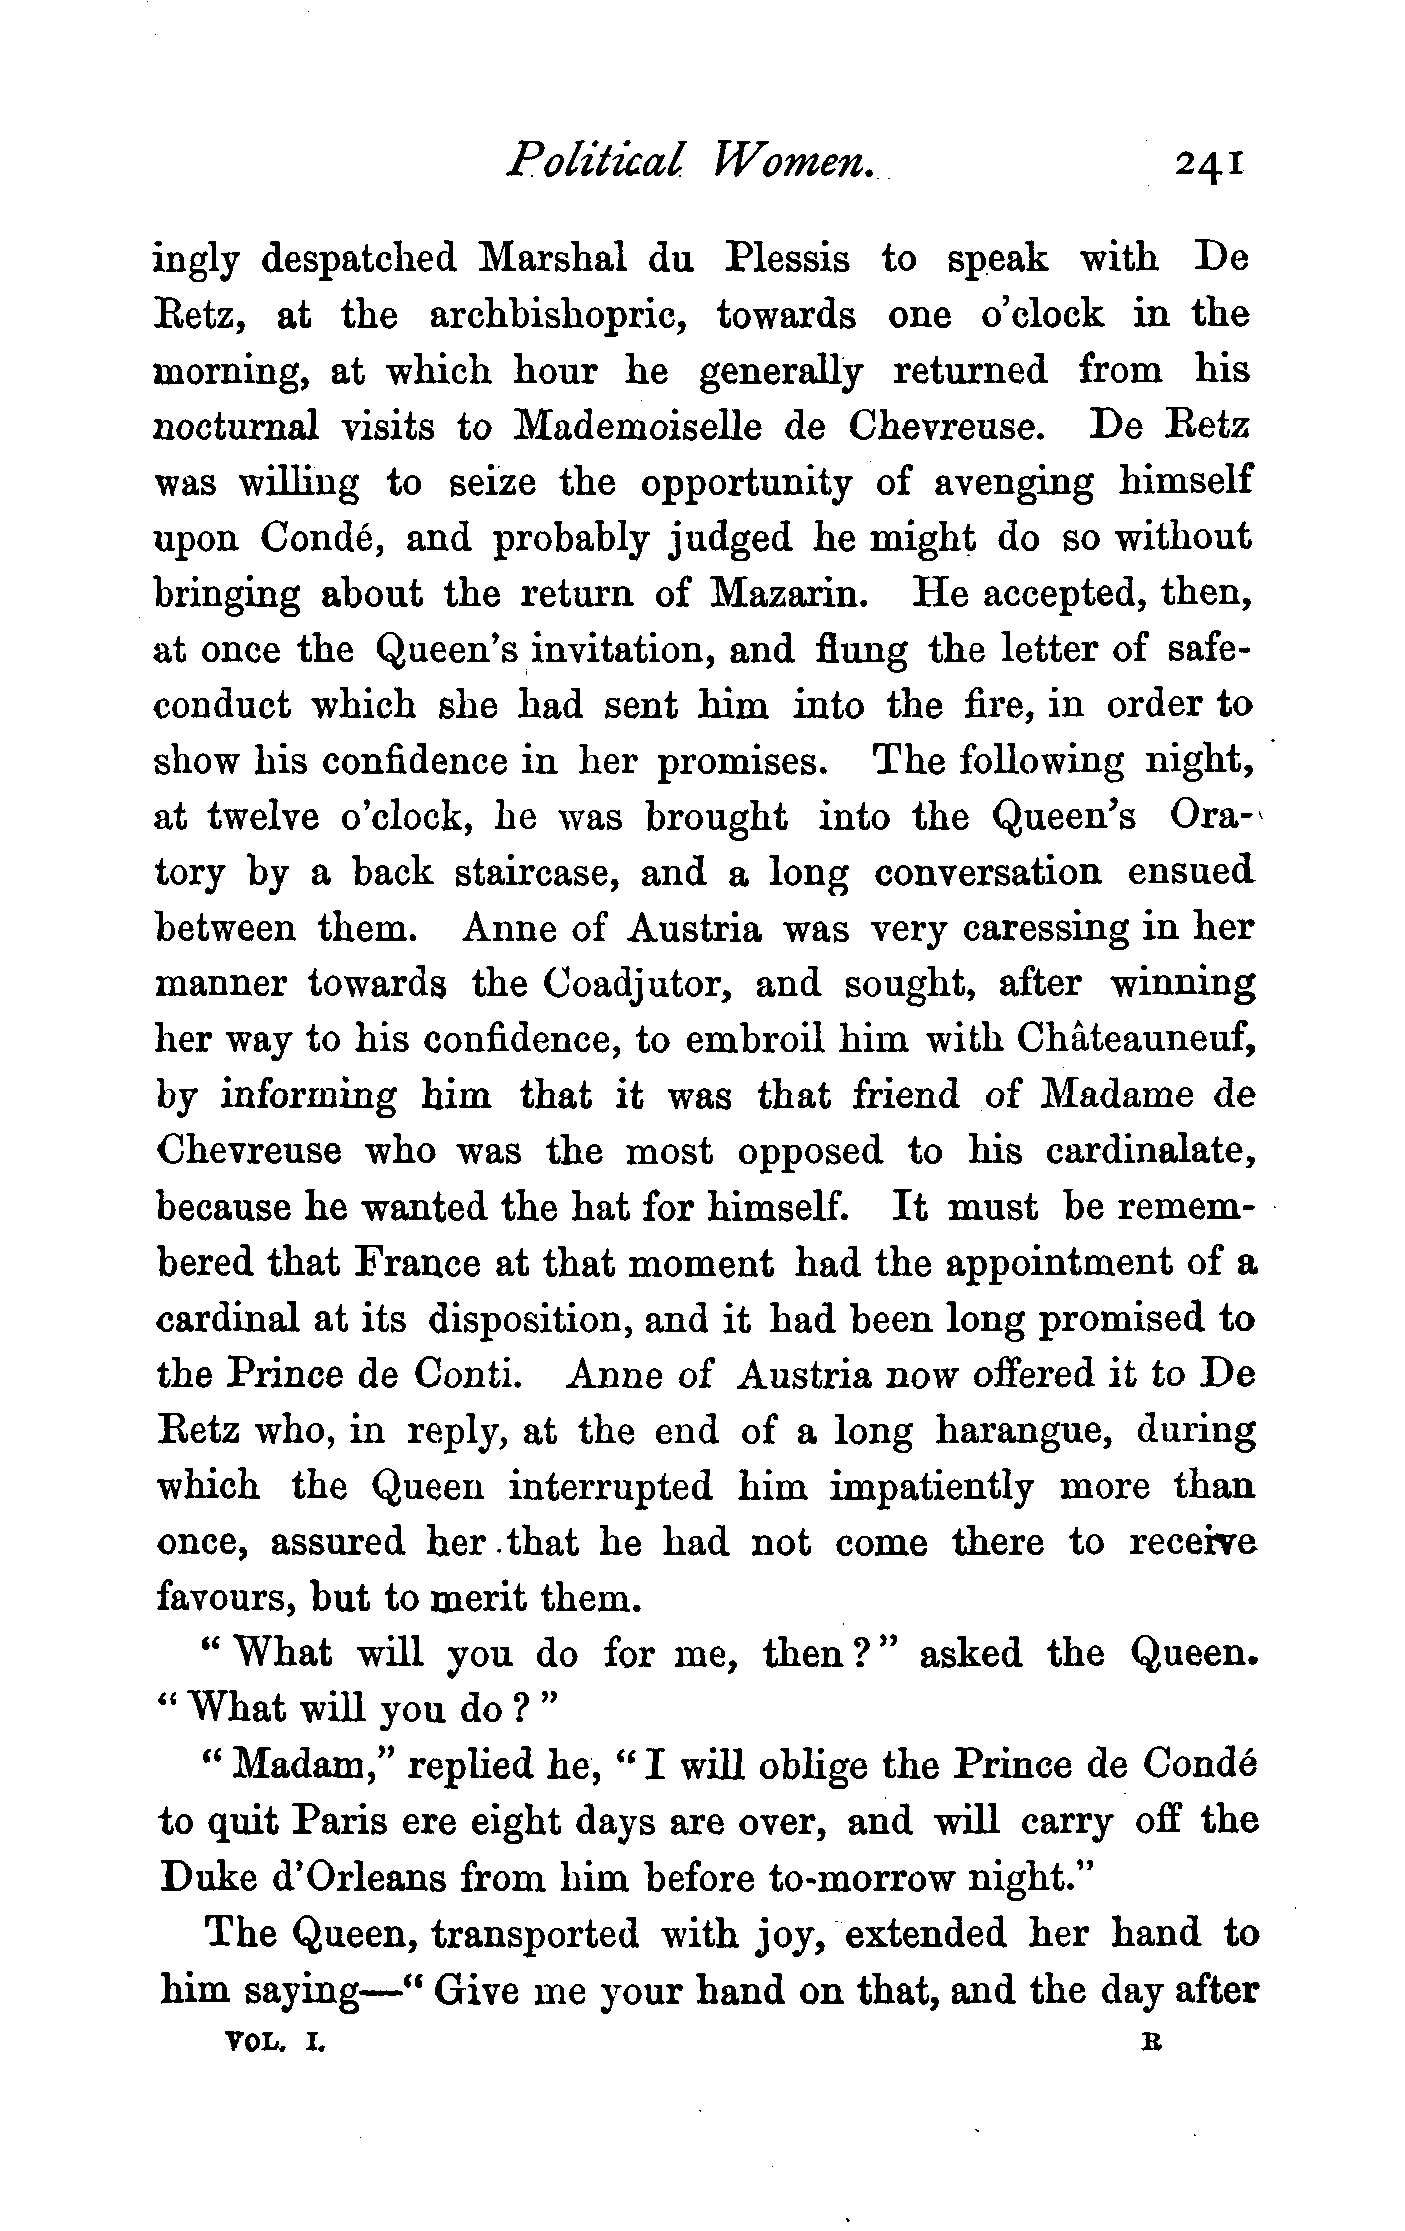 Political Women. 241
ingly despatched Marshal du Plessis to speak with De
Retz, at the archbishopric, towards one o'clock in the
morning, at which hour he generally returned from his
nocturnal visits to Mademoiselle de Chevreuse. De Retz
was willing to seize the opportunity of avenging himself
upon Condé, and probably judged he might do so without
bringing about the return of Mazarin. He accepted, then,
at once the Queen's invitation, and flung the letter of safe-
conduct which she had sent him into the fire, in order to
show his confidence in her promises. The following night,
at twelve o'clock, he was brought into the Queen's Ora-
tory by a back staircase, and a long conversation ensued
between them. Anne of Austria was very caressing in her
manner towards the Coadjutor, and sought, after winning
her way to his confidence, to embroil him with Châteauneuf,
by informing him that it was that friend of Madame de
Chevreuse who was the most opposed to his cardinalate,
because he wanted the hat for himself. It must be remem-
bered that France at that moment had the appointment of a
cardinal at its disposition, and it had been long promised to
the Prince de Conti. Anne of Austria now offered it to De
Retz who, in reply, at the end of a long harangue, during
which the Queen interrupted him impatiently more than
once, assured her that he had not come there to receive
favours, but to merit them.
"What will you do for me, then?" asked the Queen.
"What will you do?"
"Madam," replied he, "I will oblige the Prince de Condé
to quit Paris ere eight days are over, and will carry off the
Duke d'Orleans from him before to-morrow night."
The Queen, transported with joy, extended her hand to
him saying—"Give me your hand on that, and the day after
VOL. I. R